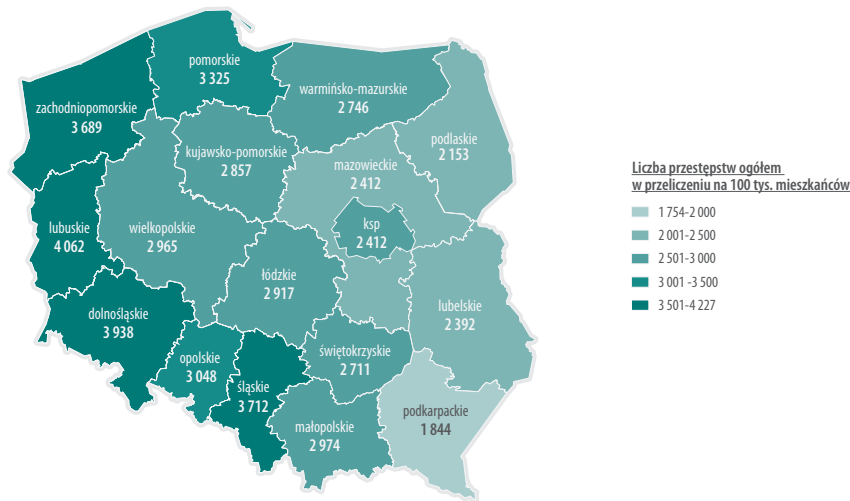 pomorskie
3 325
warmińsko-mazurskie
2 746
zachodniopomorskie
3 689
podlaskie
2 153
kujawsko-pomorskie
2 857
mazowieckie
2 412
ksp
2 412
lubuskie
4 062
wielkopolskie
2 965
łódzkie
2 917
lubelskie
2 392
dolnośląskie
3 938
opolskie
3 048
śląskie
3 712
świętokrzyskie
2 711
małopolskie
2 974
podkarpackie
1 844
Liczba przestępstw ogółem
w przeliczeniu na 100 tys. mieszkańców
1 754-2 000
2 001-2 500
2 501-3 000
3 001 -3 500
3 501-4 227